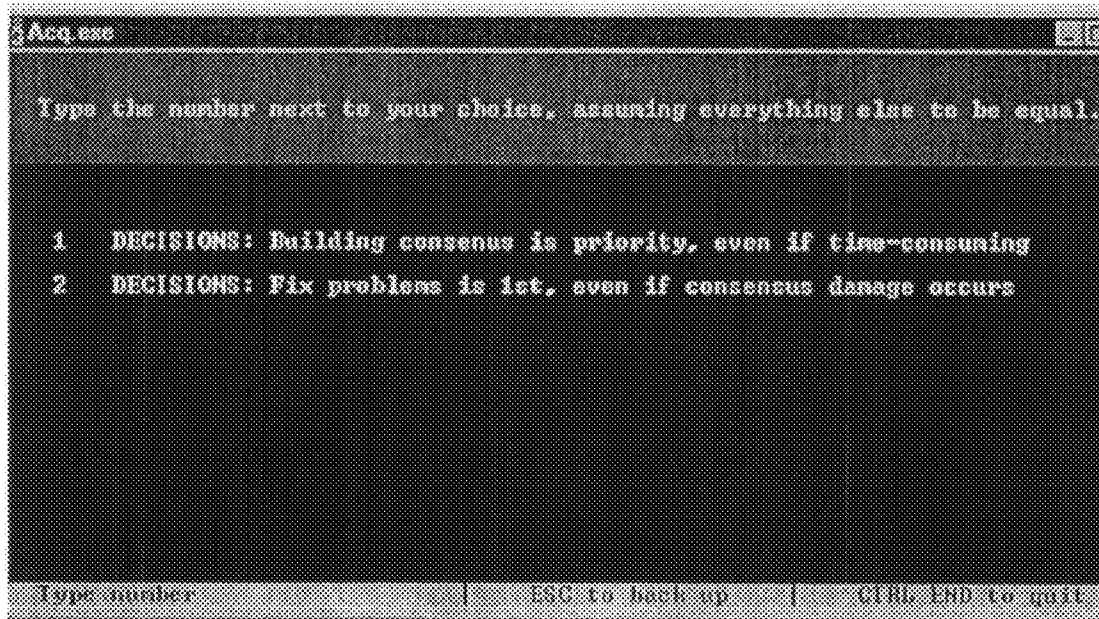 Acq.exe
Type the number next to your choice, assuming everything else to be equal.
1 DECISIONS: Building consenus is priority, even if time-consuming
2 DECISIONS: Fix problems is 1st, even if consensus damage occurs
Type number ESC to back up CTRL END to quit